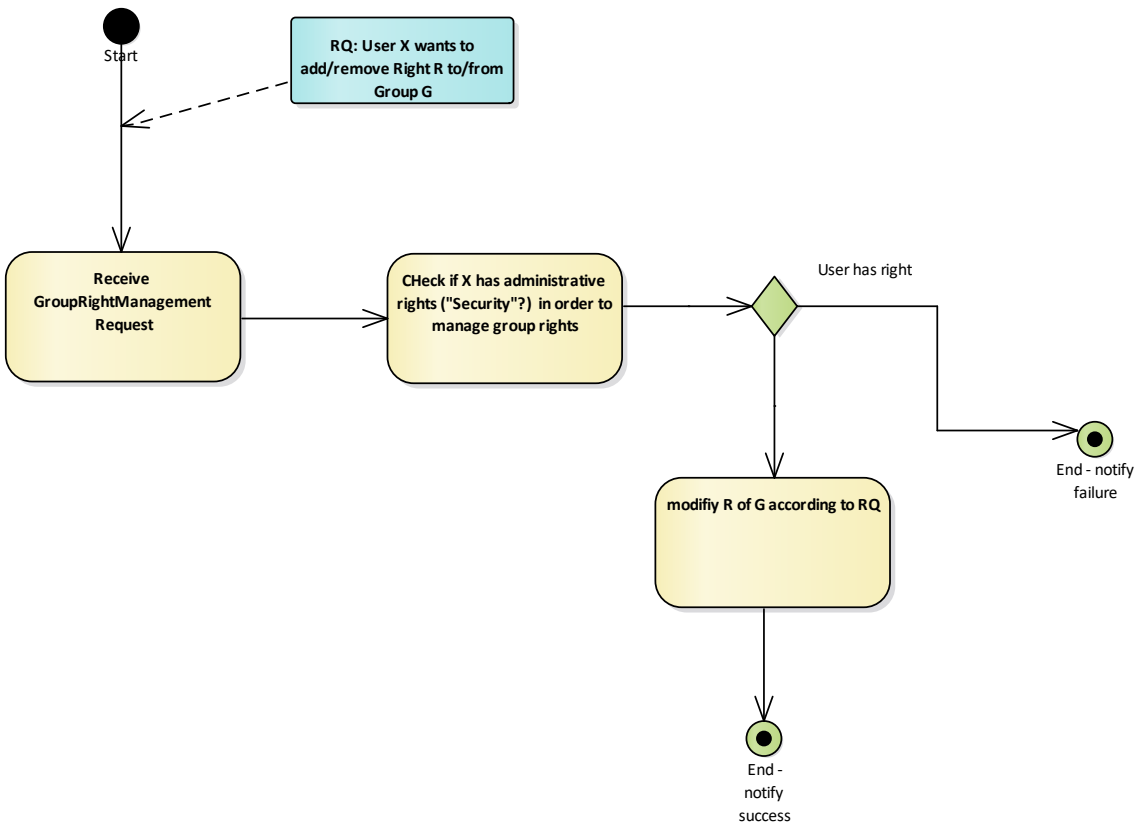 Start
RQ: User X wants to
add/remove Right R to/from
Group G
Receive
GroupRightManagement
Request
CHeck if X has administrative
rights ("Security"?) in order to
manage group rights
User has right
End - notify
failure
modifiy R of G according to RQ
End -
notify
success